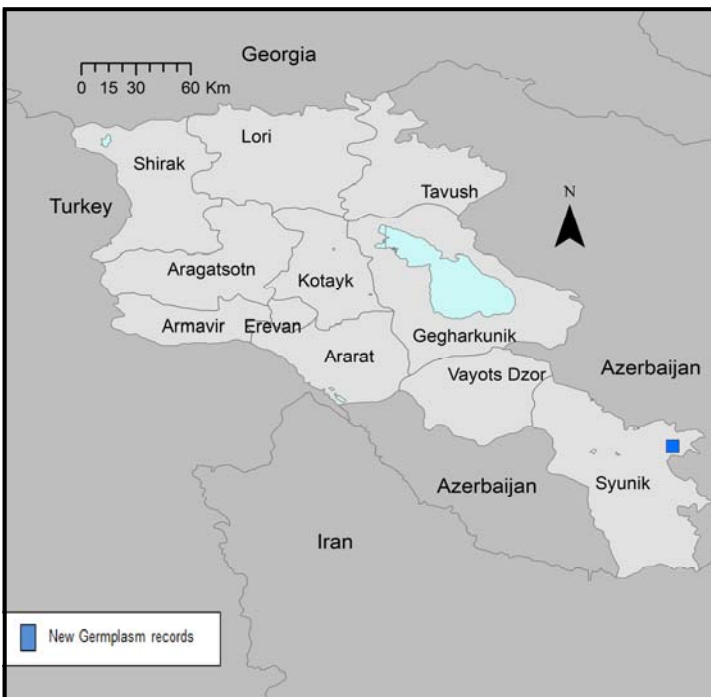 Georgia
0 15 30 60 Km
Lori
Shirak
Tavush
N
Turkey
Aragatsotn
Kotayk
Armavir
Erevan
Gegharkunik
Ararat
Vayots Dzor
Azerbaijan
Syunik
Azerbaijan
Iran
New Germplasm records